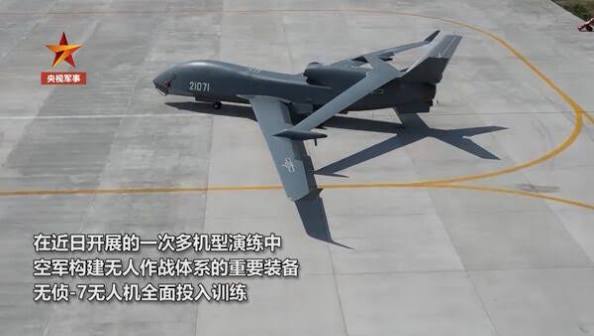 央视军事
21071
在近日开展的一次多机型演练中
空军构建无人作战体系的重要装备
无侦-7无人机全面投入训练